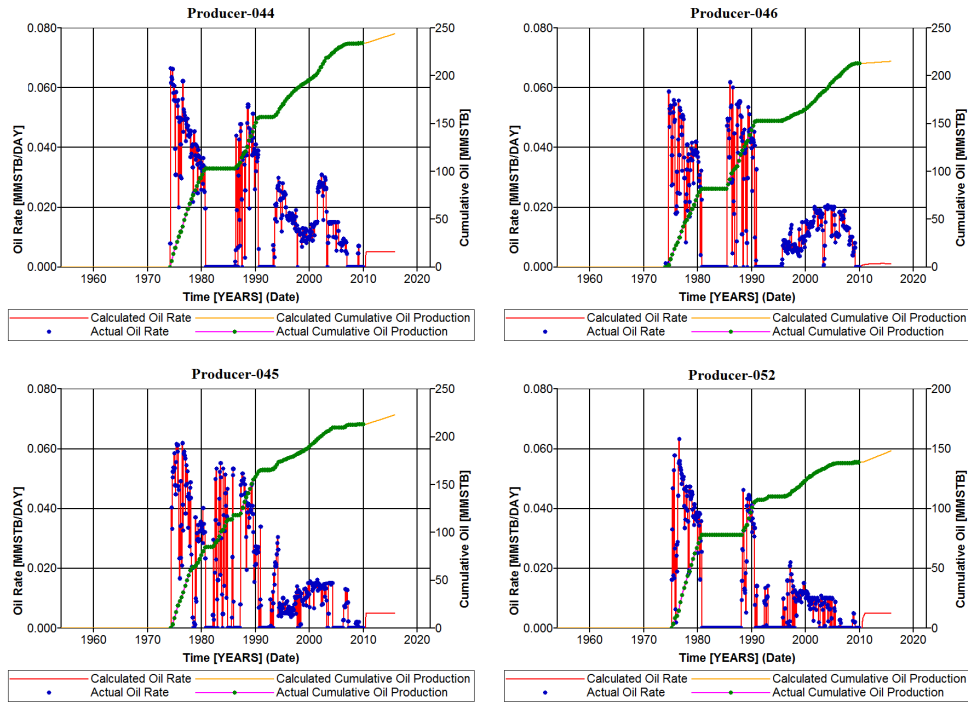 Producer-044
Oil Rate [MMSTB/DAY]
0.080
0.060
0.040
0.020
0.000
250
200
150
100
50
0
Cumulative Oil [MMSTB]
1960 1970 1980 1990 2000 2010 2020
Time [YEARS] (Date)
Calculated Oil Rate Calculated Cumulative Oil Production
Actual Oil Rate Actual Cumulative Oil Production
Producer-046
Oil Rate [MMSTB/DAY]
0.080
0.060
0.040
0.020
0.000
250
200
150
100
50
0
Cumulative Oil [MMSTB]
1960 1970 1980 1990 2000 2010 2020
Time [YEARS] (Date)
Calculated Oil Rate Calculated Cumulative Oil Production
Actual Oil Rate Actual Cumulative Oil Production
Producer-045
Oil Rate [MMSTB/DAY]
0.080
0.060
0.040
0.020
0.000
250
200
150
100
50
0
Cumulative Oil [MMSTB]
1960 1970 1980 1990 2000 2010 2020
Time [YEARS] (Date)
Calculated Oil Rate Calculated Cumulative Oil Production
Actual Oil Rate Actual Cumulative Oil Production
Producer-052
Oil Rate [MMSTB/DAY]
0.080
0.060
0.040
0.020
0.000
200
150
100
50
0
Cumulative Oil [MMSTB]
1960 1970 1980 1990 2000 2010 2020
Time [YEARS] (Date)
Calculated Oil Rate Calculated Cumulative Oil Production
Actual Oil Rate Actual Cumulative Oil Production